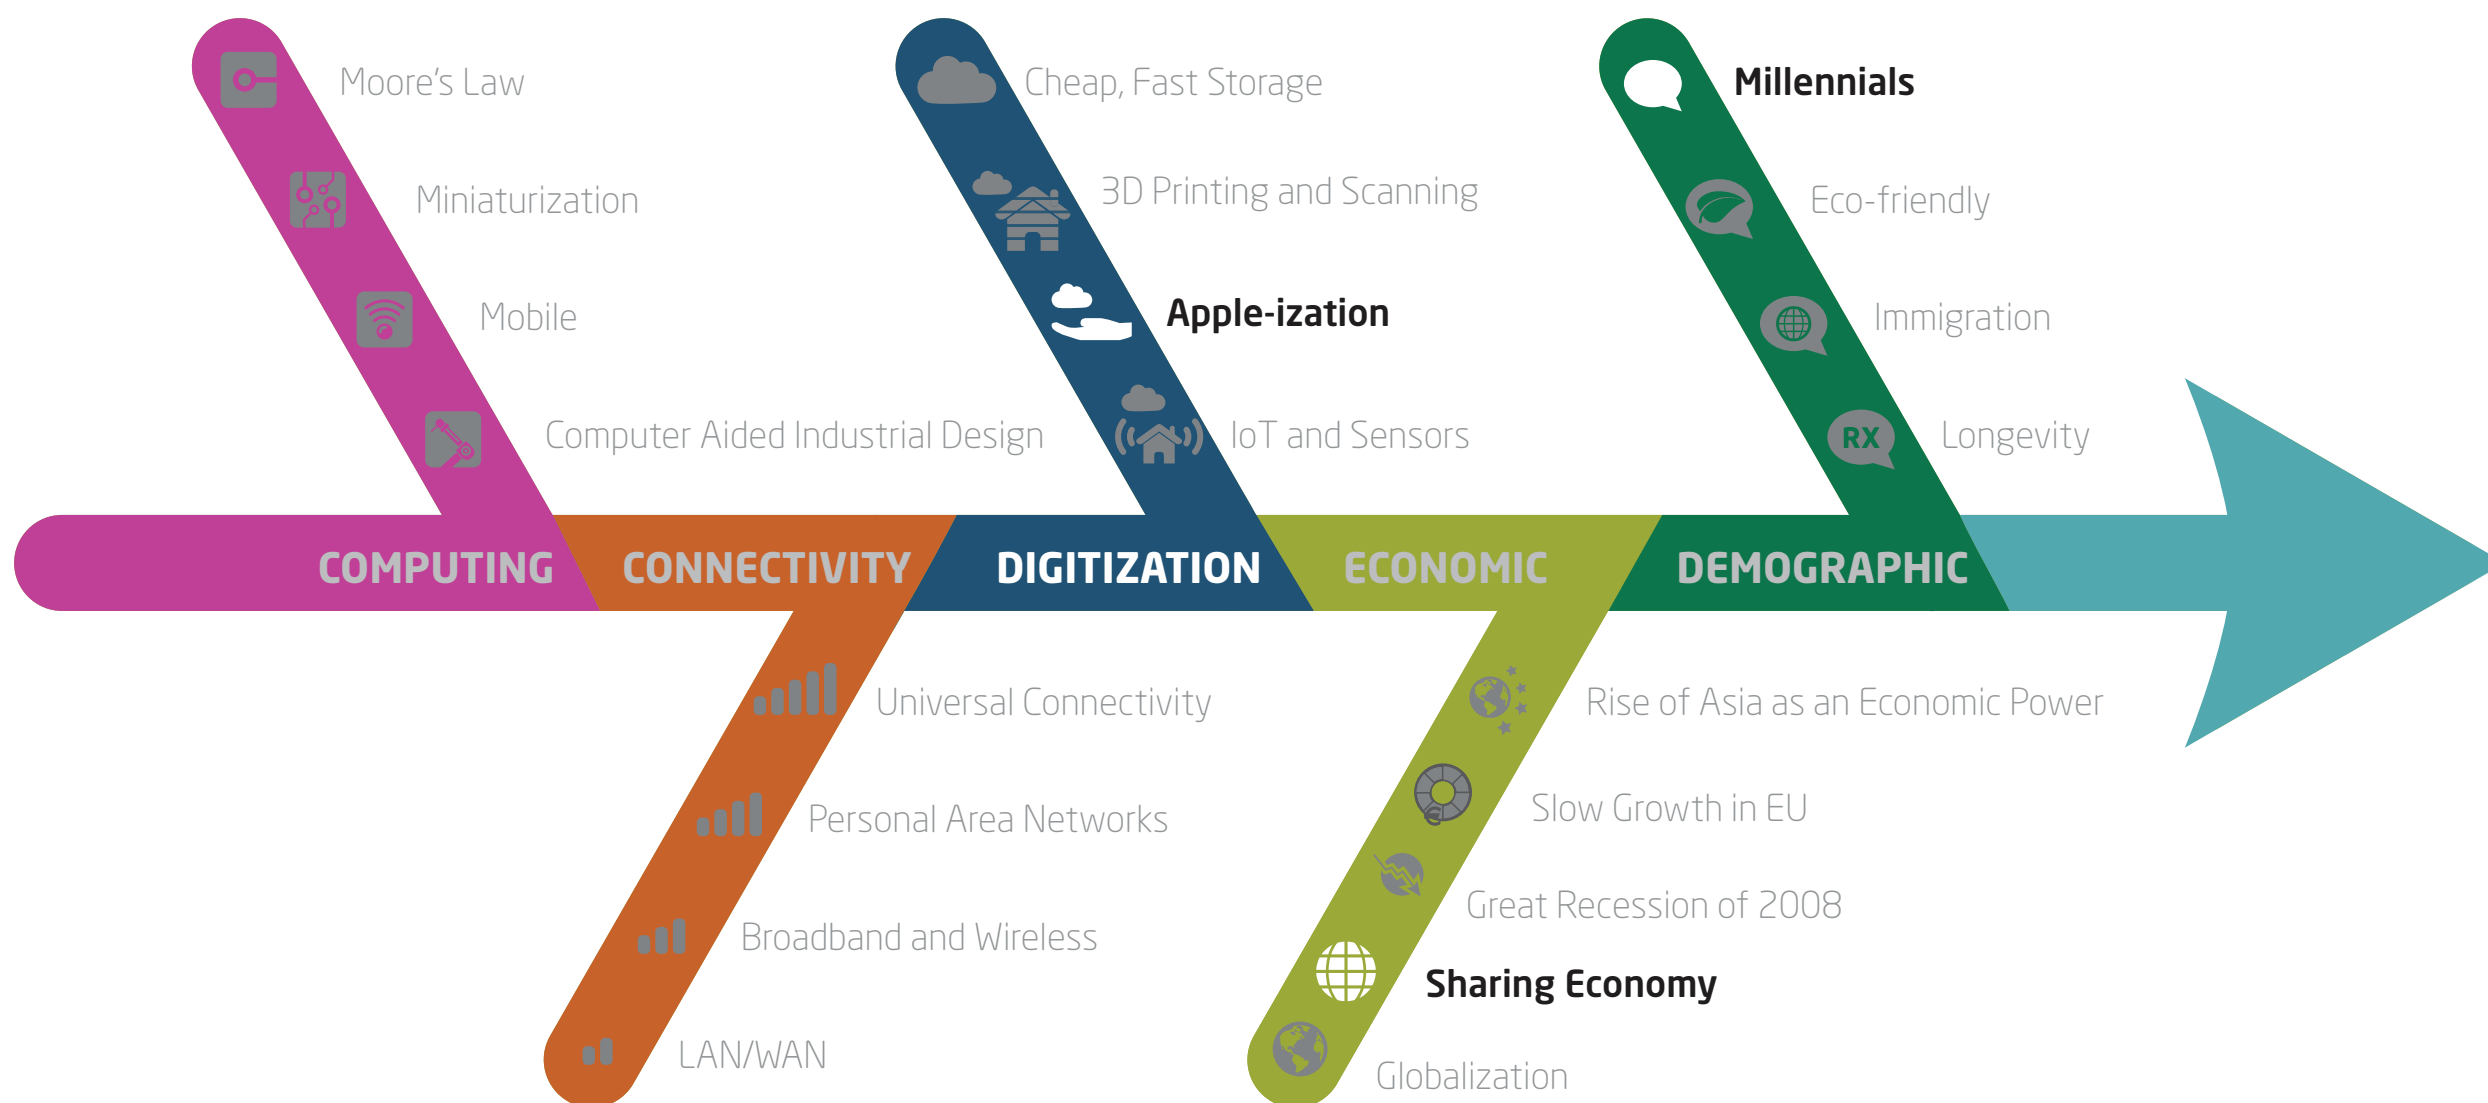 Moore's Law
Miniaturization
Mobile
Computer Aided Industrial Design
Cheap, Fast Storage
3D Printing and Scanning
Apple-ization
IoT and Sensors
Millennials
Eco-friendly
Immigration
RX
Longevity
COMPUTING
CONNECTIVITY
DIGITIZATION
ECONOMIC
DEMOGRAPHIC
Universal Connectivity
Personal Area Networks
Broadband and Wireless
LAN/WAN
Rise of Asia as an Economic Power
Slow Growth in EU
Great Recession of 2008
Sharing Economy
Globalization